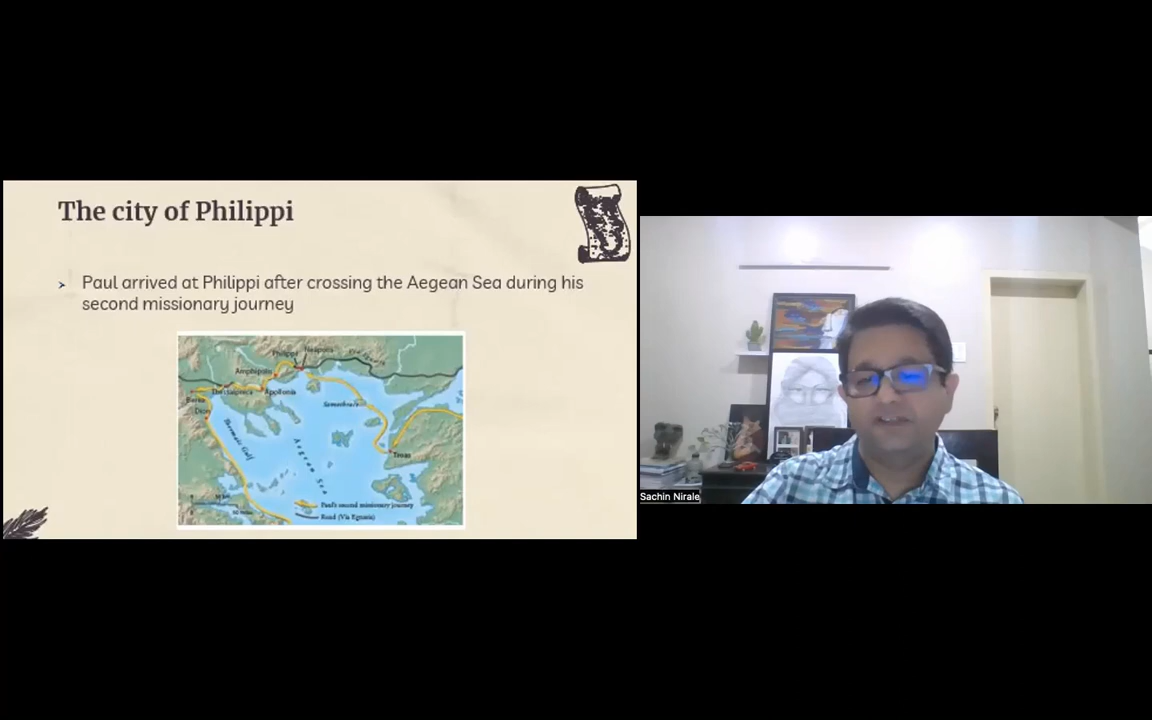 The city of Philippi
Paul arrived at Philippi after crossing the Aegean Sea during his
second missionary journey
Philippi
Neapolis
Amphipolis
Apollonia
Thessalonica
Berea
Dion
Samothrace
Thermaic Gulf
Aegean Sea
Troas
Paul's second missionary journey
Road (Via Egnatia)
Sachin Nirale